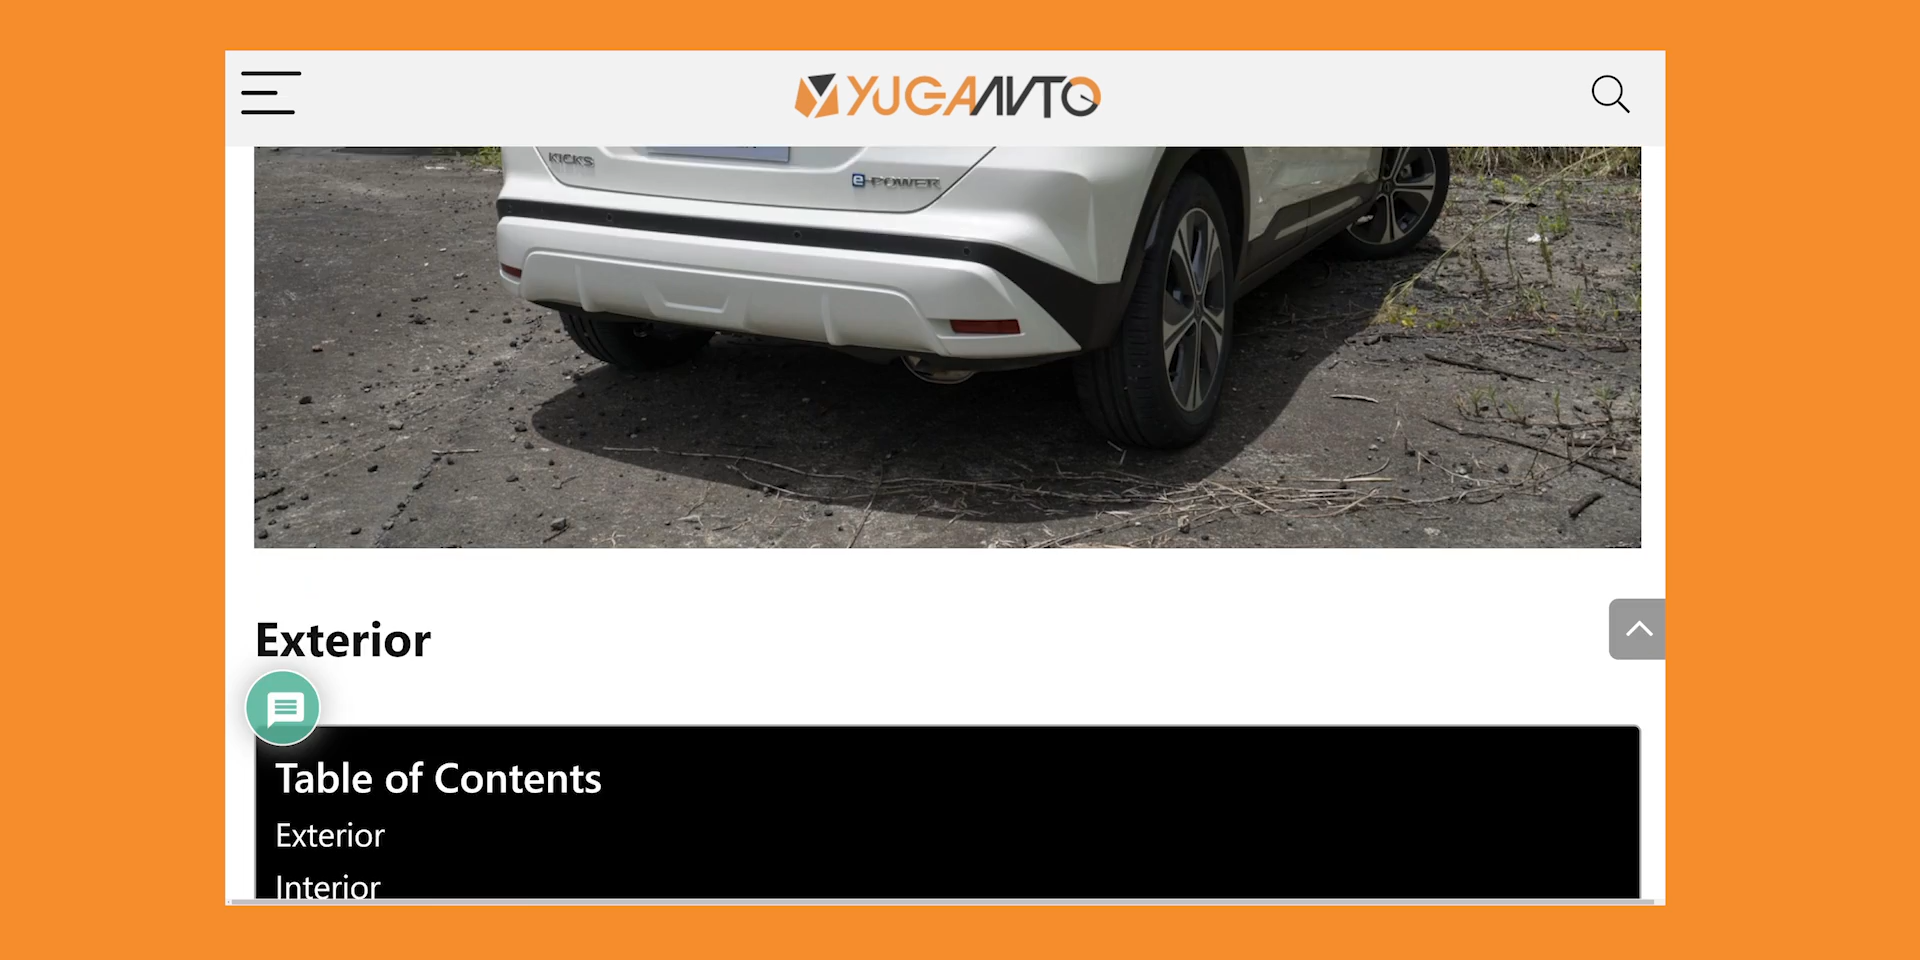 YUGAAVTO
KICKS
e-POWER
Exterior
Table of Contents
Exterior
Interior